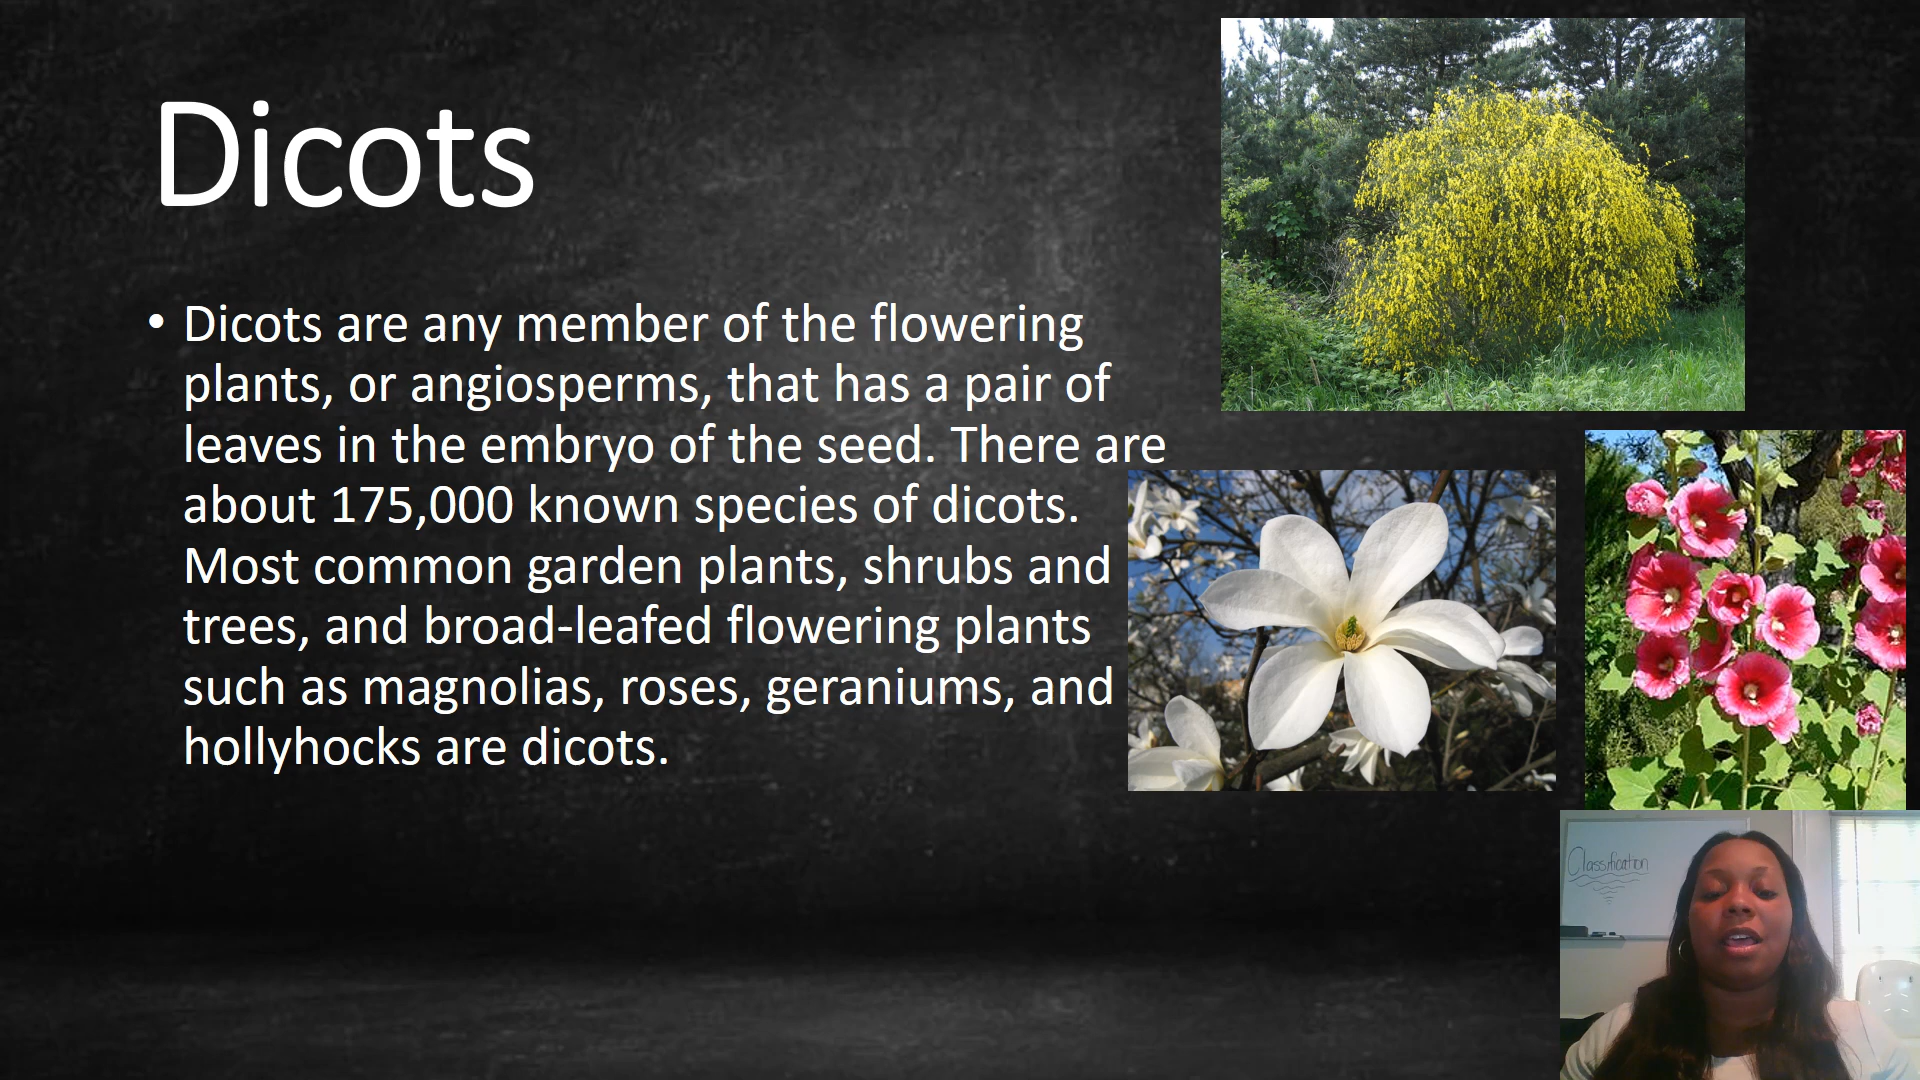 Dicots
• Dicots are any member of the flowering
plants, or angiosperms, that has a pair of
leaves in the embryo of the seed. There are
about 175,000 known species of dicots.
Most common garden plants, shrubs and
trees, and broad-leafed flowering plants
such as magnolias, roses, geraniums, and
hollyhocks are dicots.
Classification